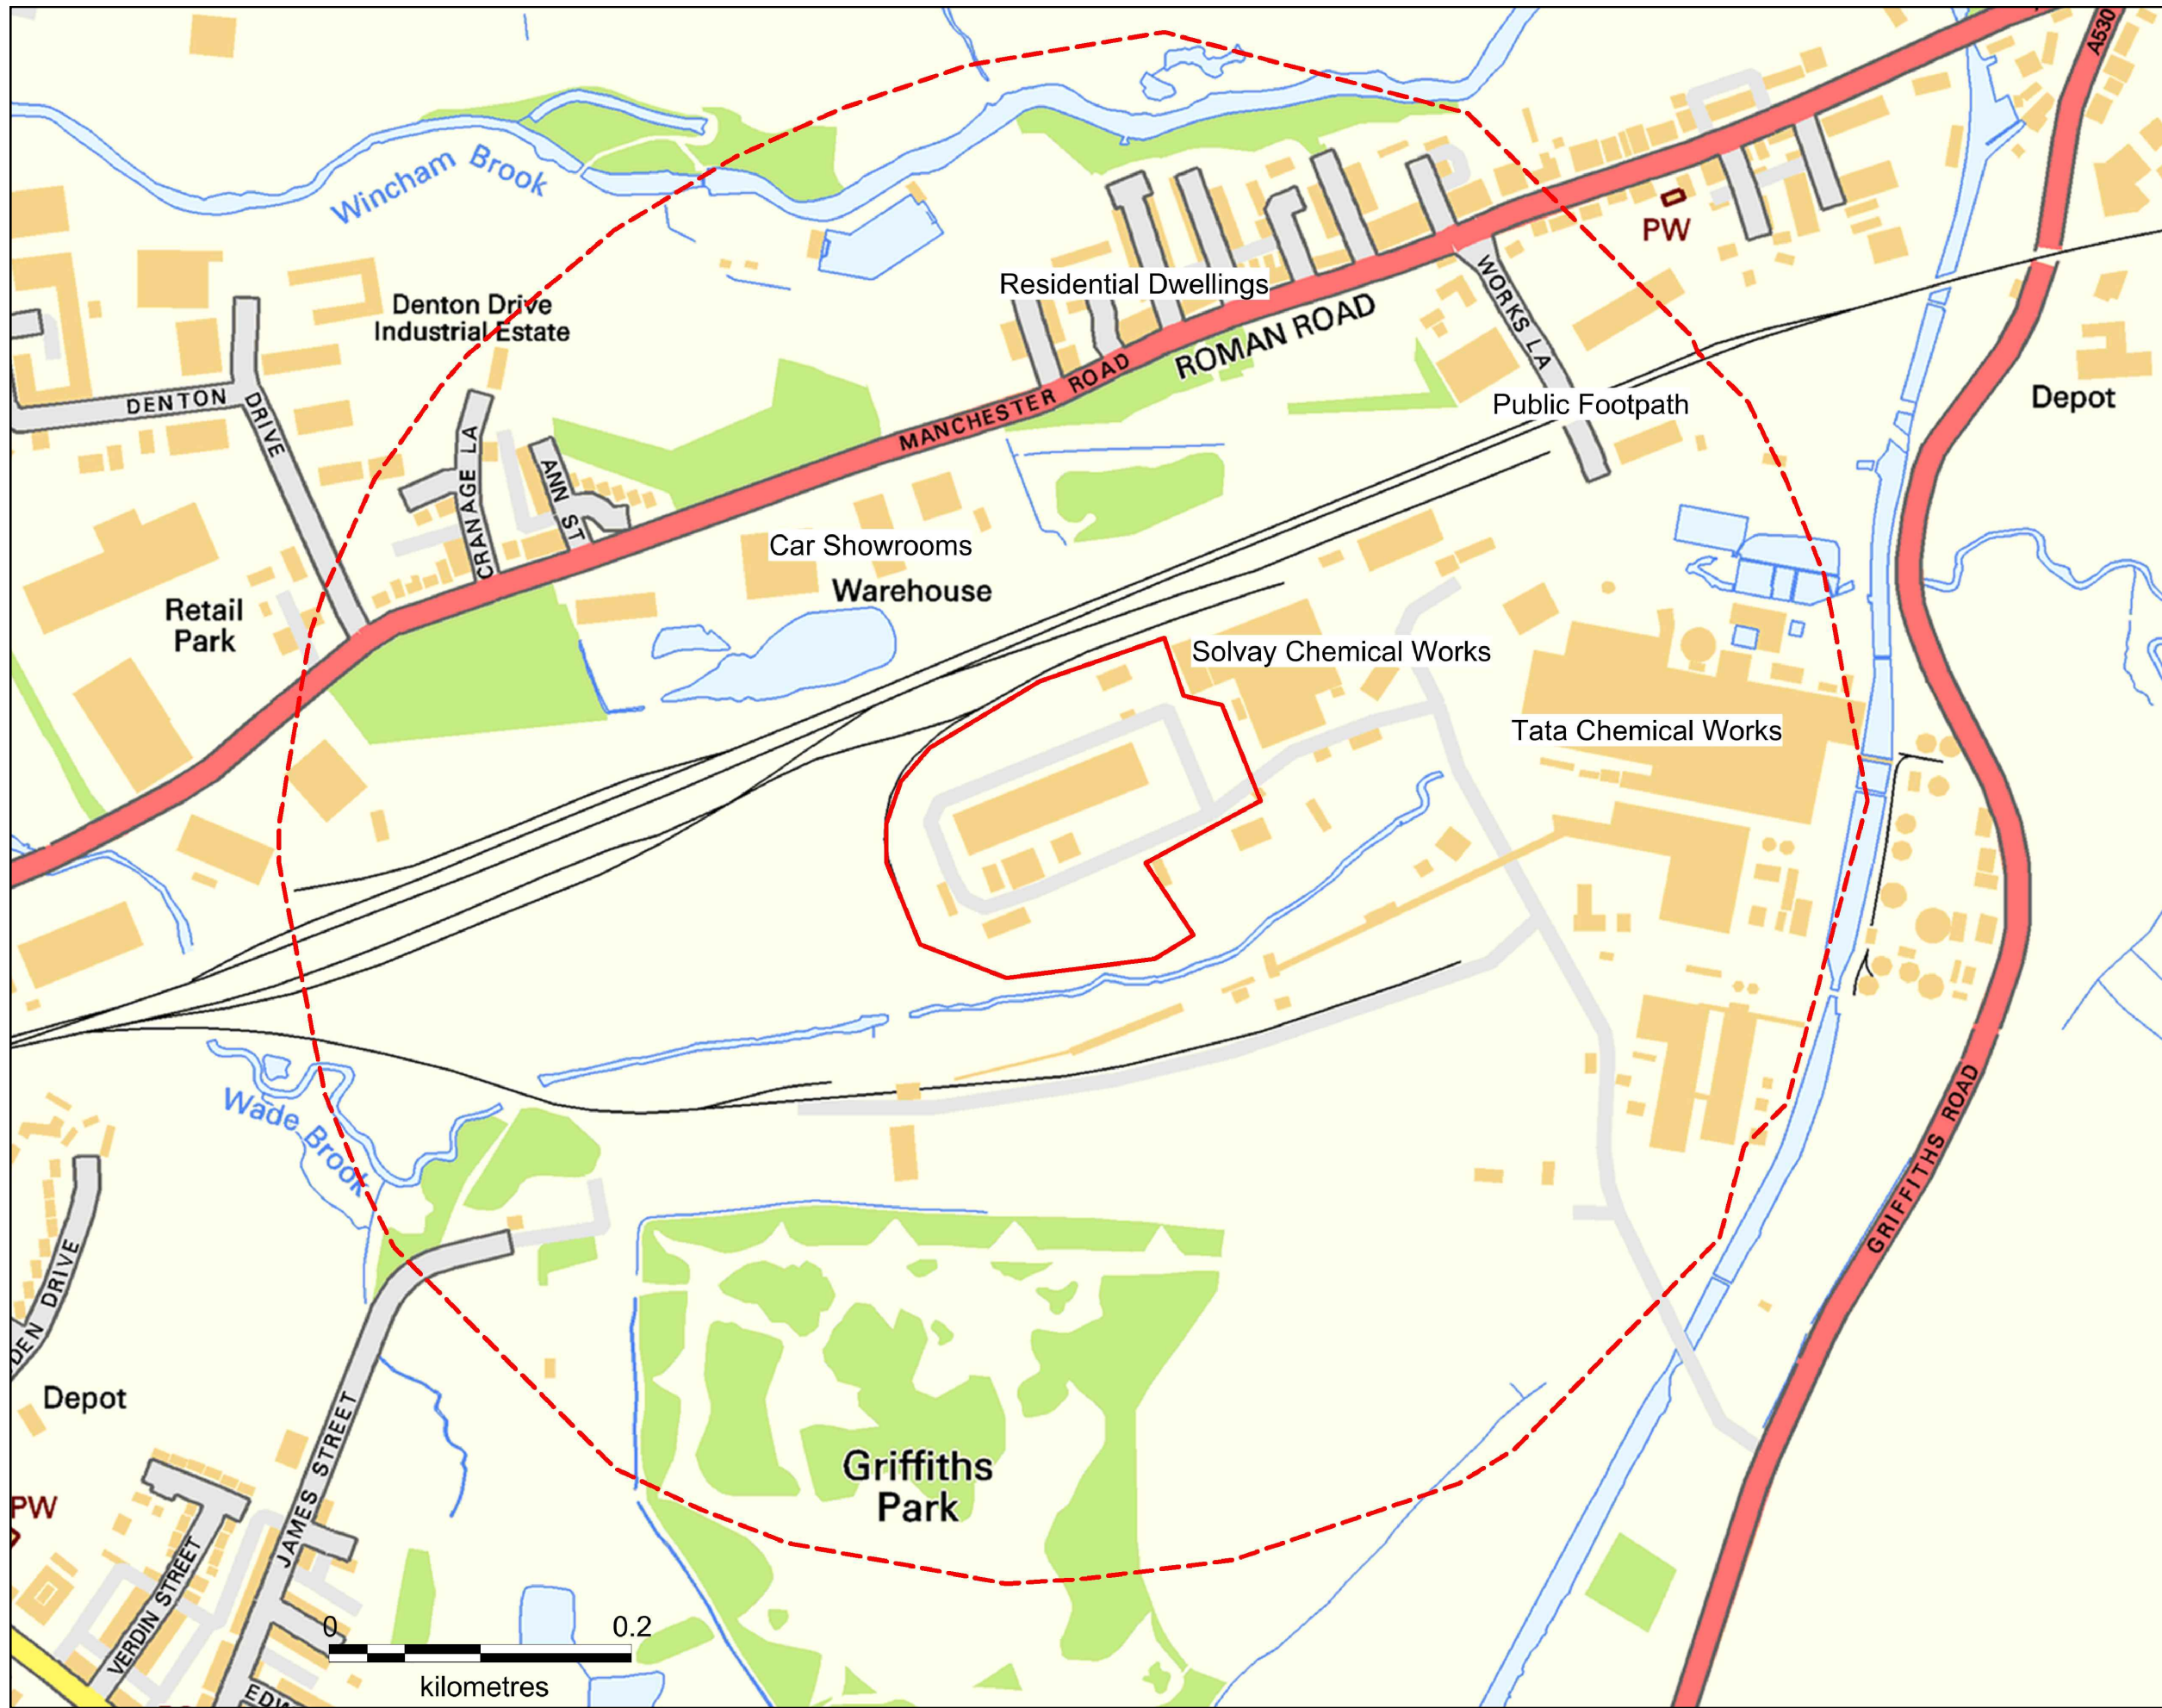 A530
Wincham Brook
PW
Residential Dwellings
Denton Drive
Industrial Estate
ROMAN ROAD
WORKS LA
MANCHESTER ROAD
DENTON
DRIVE
Public Footpath
Depot
CRANAGE LA
ANN ST
Car Showrooms
Warehouse
Retail
Park
Solvay Chemical Works
Tata Chemical Works
Wade Brook
GRIFFITHS ROAD
DEN DRIVE
Depot
JAMES STREET
Griffiths
Park
PW
VERDIN STREET
0 0.2
kilometres
EDW